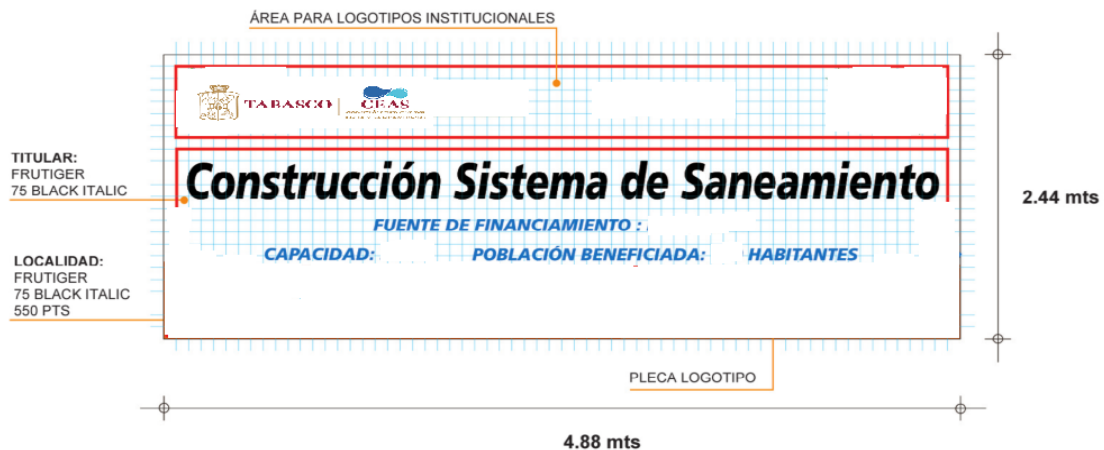 ÁREA PARA LOGOTIPOS INSTITUCIONALES
TABASCO
CEAS
TITULAR:
FRUTIGER
75 BLACK ITALIC
Construcción Sistema de Saneamiento
2.44 mts
FUENTE DE FINANCIAMIENTO :
CAPACIDAD: POBLACIÓN BENEFICIADA: HABITANTES
LOCALIDAD:
FRUTIGER
75 BLACK ITALIC
550 PTS
PLECA LOGOTIPO
4.88 mts